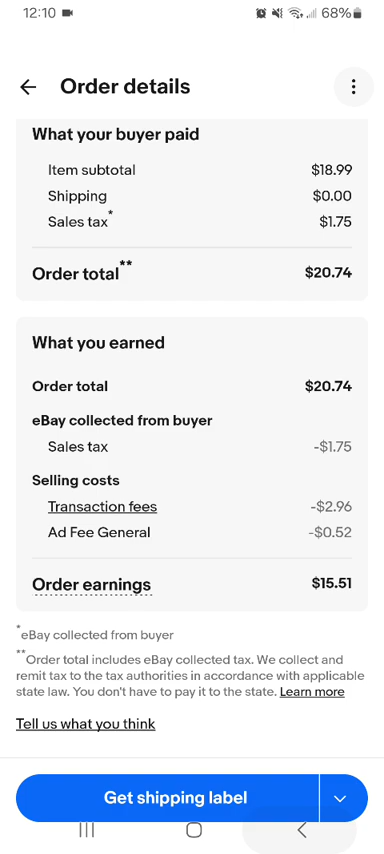 12:10 68%
Order details
What your buyer paid
Item subtotal $18.99
Shipping $0.00
Sales tax* $1.75
Order total** $20.74
What you earned
Order total $20.74
eBay collected from buyer
Sales tax -$1.75
Selling costs
Transaction fees -$2.96
Ad Fee General -$0.52
Order earnings $15.51
*eBay collected from buyer
**Order total includes eBay collected tax. We collect and
remit tax to the tax authorities in accordance with applicable
state law. You don't have to pay it to the state. Learn more
Tell us what you think
Get shipping label